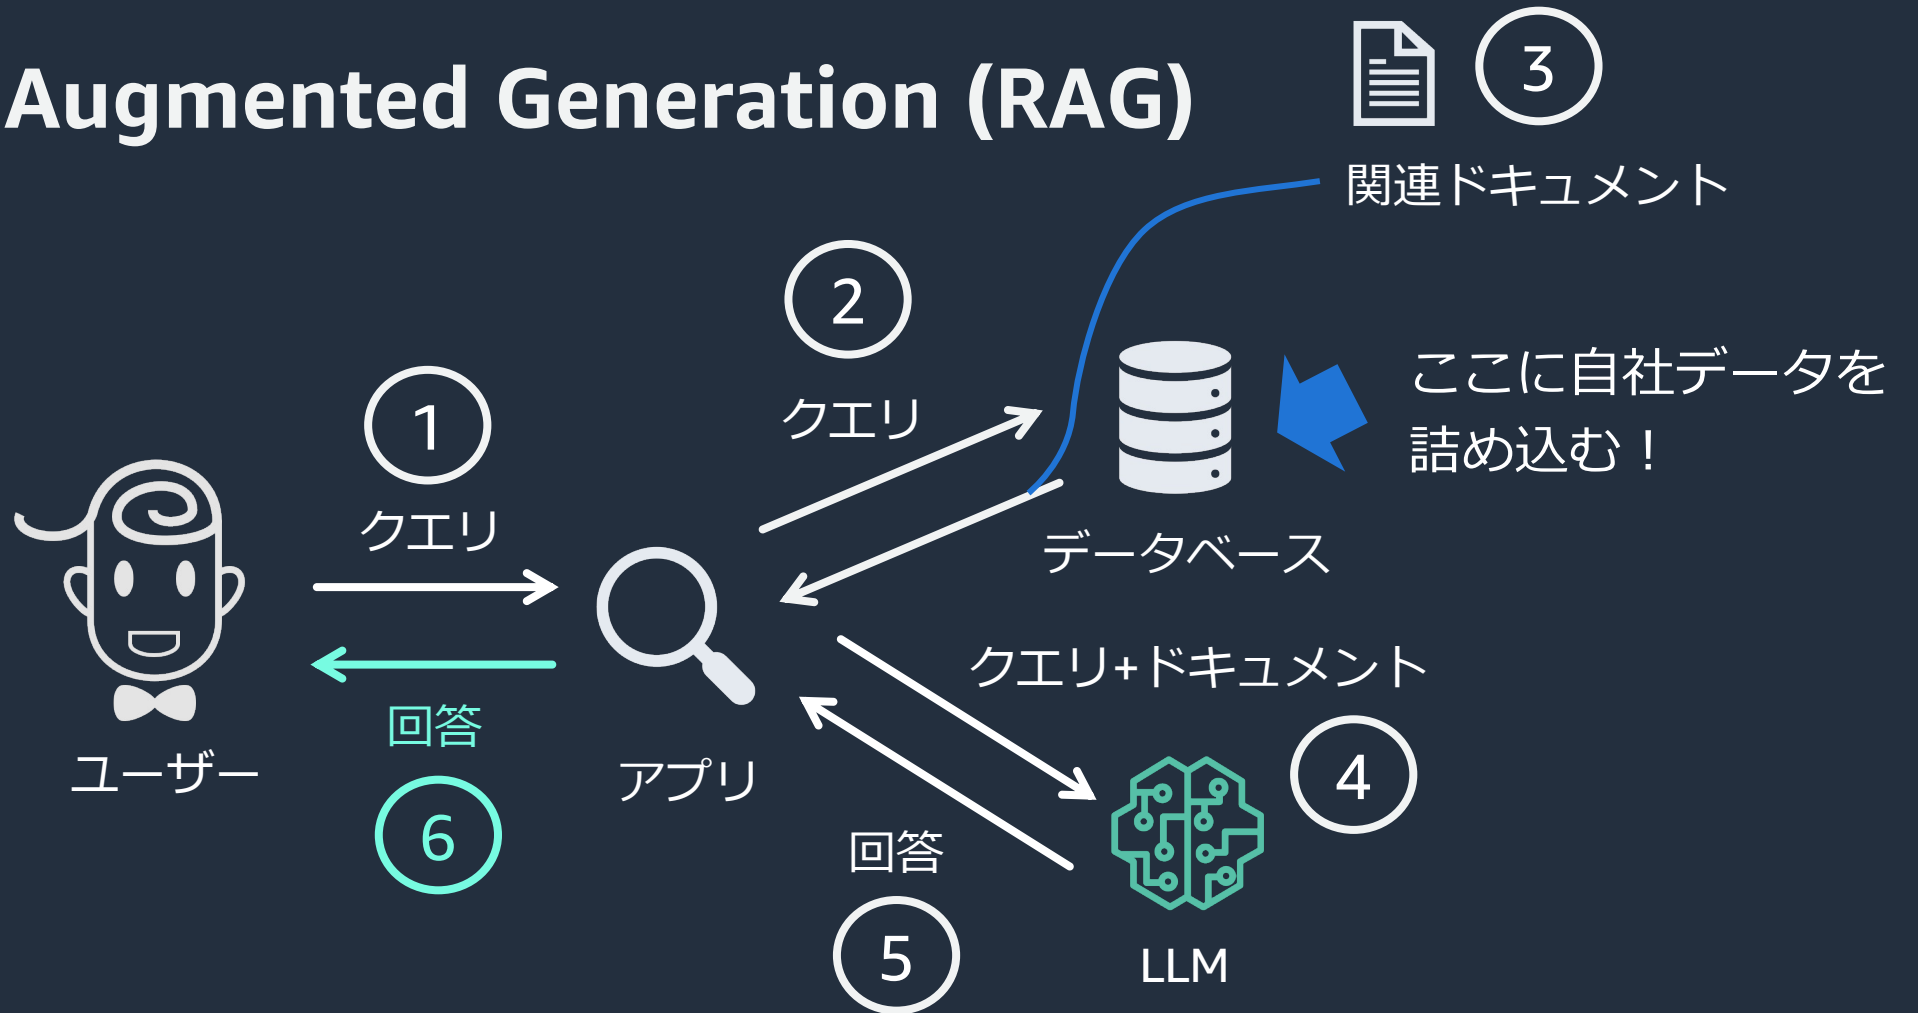 Augmented Generation (RAG)
3
関連ドキュメント
2
クエリ
ここに自社データを
詰め込む！
1
クエリ
データベース
クエリ+ドキュメント
回答
ユーザー
アプリ
4
6
回答
5
LLM